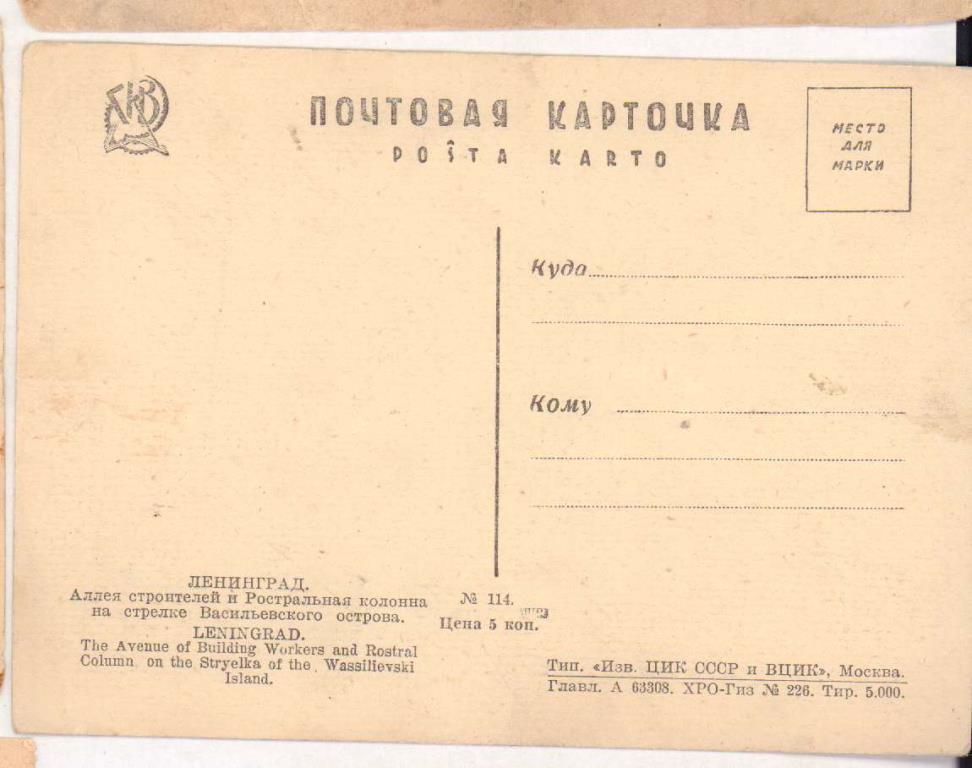 ПОЧТОВАЯ КАРТОЧКА
POŜTA KARTO
МЕСТО
ДЛЯ
МАРКИ
Куда
Кому
ЛЕНИНГРАД.
Аллея строителей и Ростральная колонна
на стрелке Васильевского острова.
LENINGRAD.
The Avenue of Building Workers and Rostral
Column on the Stryelka of the Wassilievski
Island.
№ 114.
Цена 5 коп.
Тип. «Изв. ЦИК СССР и ВЦИК», Москва.
Главл. А 63308. ХРО-Гиз № 226. Тир. 5.000.